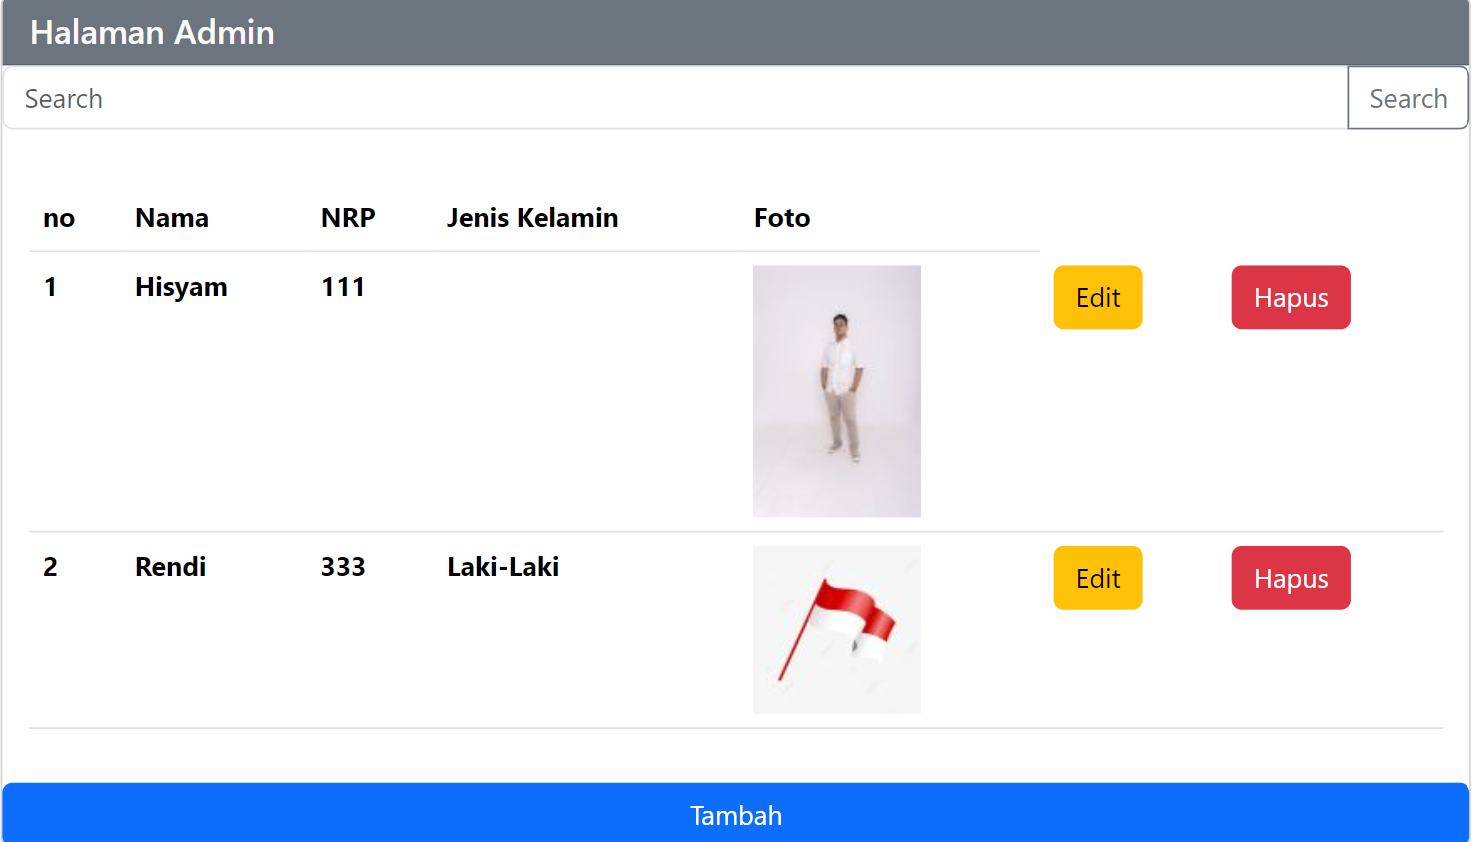 Halaman Admin
Search Search
no Nama NRP Jenis Kelamin Foto
1 Hisyam 111 Edit Hapus
2 Rendi 333 Laki-Laki Edit Hapus
Tambah